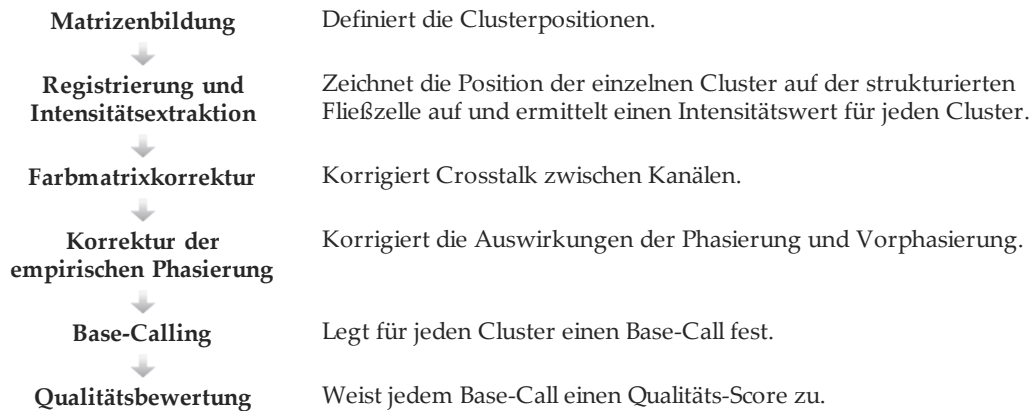 Matrizenbildung
Definiert die Clusterpositionen.
Registrierung und
Intensitätsextraktion
Zeichnet die Position der einzelnen Cluster auf der strukturierten
Fließzelle auf und ermittelt einen Intensitätswert für jeden Cluster.
Farbmatrixkorrektur
Korrigiert Crosstalk zwischen Kanälen.
Korrektur der
empirischen Phasierung
Korrigiert die Auswirkungen der Phasierung und Vorphasierung.
Base-Calling
Legt für jeden Cluster einen Base-Call fest.
Qualitätsbewertung
Weist jedem Base-Call einen Qualitäts-Score zu.